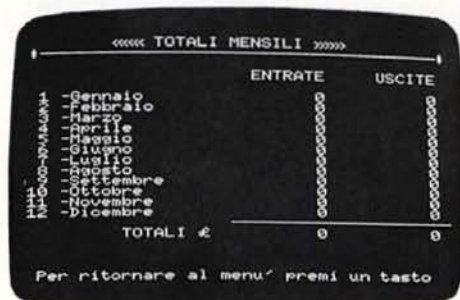 ««««« TOTALI MENSILI »»»»»
ENTRATE USCITE
1 -Gennaio 0 0
2 -Febbraio 0 0
3 -Marzo 0 0
4 -Aprile 0 0
5 -Maggio 0 0
6 -Giugno 0 0
7 -Luglio 0 0
8 -Agosto 0 0
9 -Settembre 0 0
10 -Ottobre 0 0
11 -Novembre 0 0
12 -Dicembre 0 0
TOTALI £ 0 0
Per ritornare al menu' premi un tasto